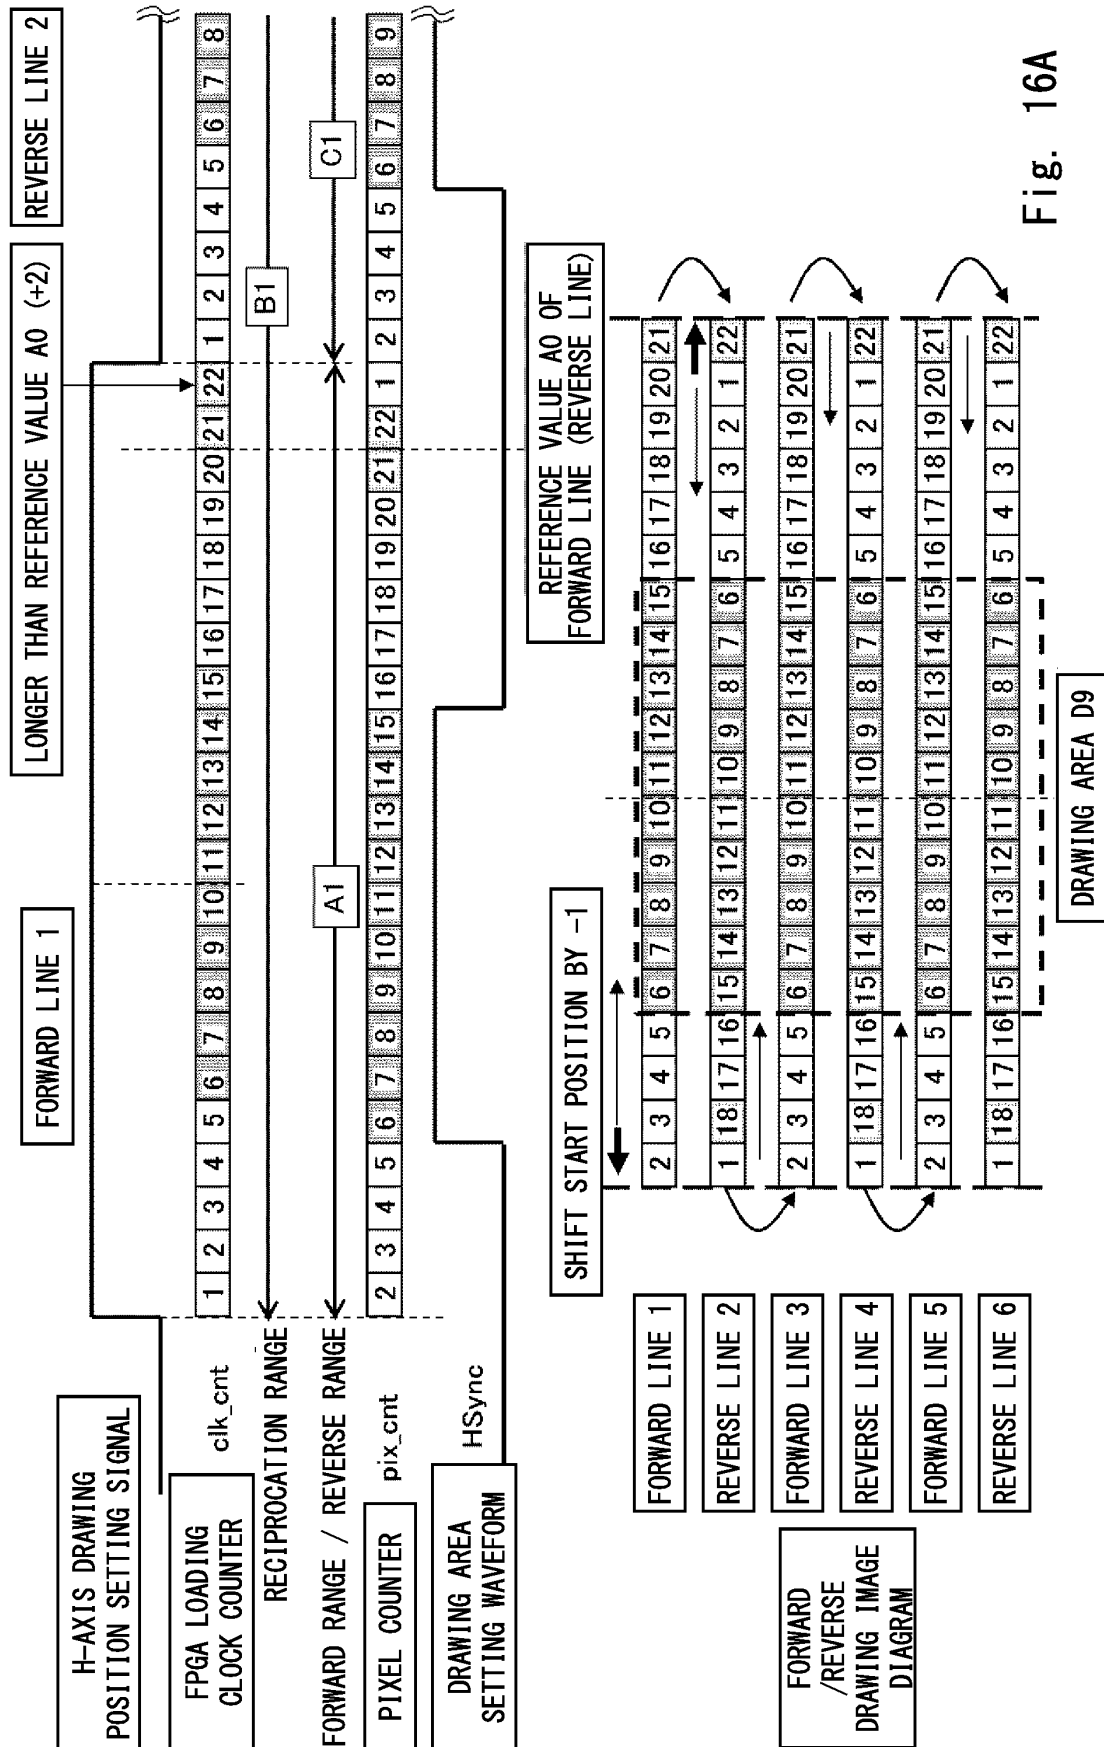 FORWARD LINE 1
LONGER THAN REFERENCE VALUE A0 (+2)
REVERSE LINE 2
H-AXIS DRAWING
POSITION SETTING SIGNAL
FPGA LOADING
CLOCK COUNTER
clk_cnt
1 2 3 4 5 6 7 8 9 10 11 12 13 14 15 16 17 18 19 20 21 22 1 2 3 4 5 6 7 8
RECIPROCATION RANGE
B1
FORWARD RANGE / REVERSE RANGE
A1
C1
PIXEL COUNTER
pix_cnt
2 3 4 5 6 7 8 9 10 11 12 13 14 15 16 17 18 19 20 21 22 1 2 3 4 5 6 7 8 9
DRAWING AREA
SETTING WAVEFORM
HSync
SHIFT START POSITION BY -1
REFERENCE VALUE A0 OF
FORWARD LINE (REVERSE LINE)
FORWARD
/REVERSE
DRAWING IMAGE
DIAGRAM
FORWARD LINE 1
2 3 4 5 6 7 8 9 10 11 12 13 14 15 16 17 18 19 20 21
REVERSE LINE 2
1 18 17 16 15 14 13 12 11 10 9 8 7 6 5 4 3 2 1 22
FORWARD LINE 3
2 3 4 5 6 7 8 9 10 11 12 13 14 15 16 17 18 19 20 21
REVERSE LINE 4
1 18 17 16 15 14 13 12 11 10 9 8 7 6 5 4 3 2 1 22
FORWARD LINE 5
2 3 4 5 6 7 8 9 10 11 12 13 14 15 16 17 18 19 20 21
REVERSE LINE 6
1 18 17 16 15 14 13 12 11 10 9 8 7 6 5 4 3 2 1 22
DRAWING AREA D9
Fig. 16A